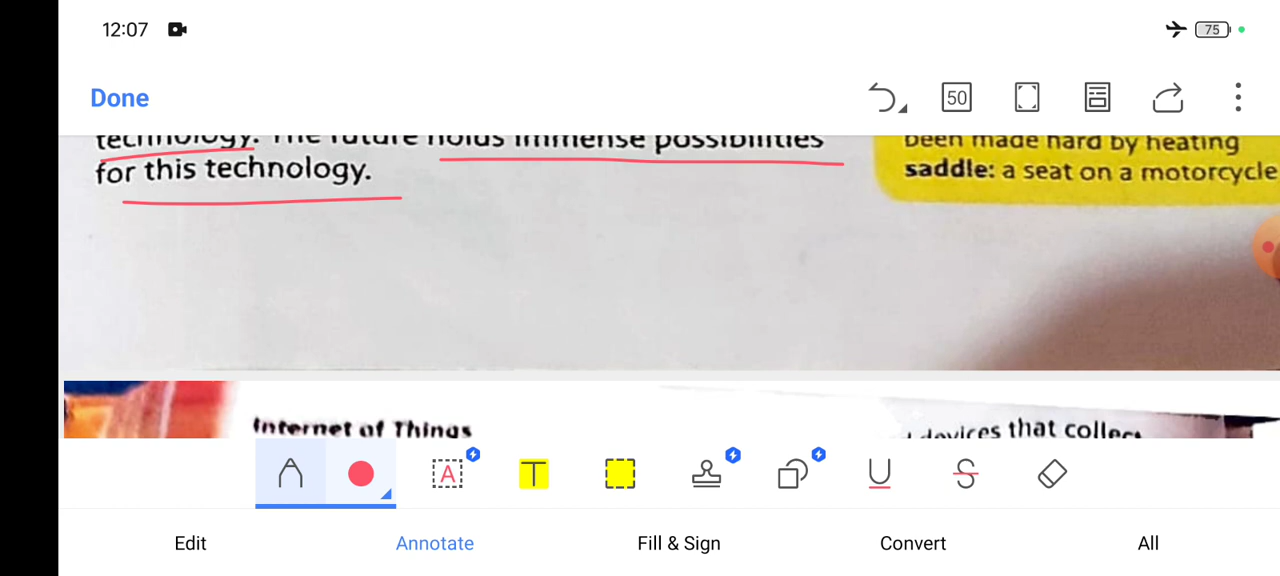 12:07
75
Done
50
technology. The future holds immense possibilities
for this technology.
been made hard by heating
saddle: a seat on a motorcycle
Internet of Things
devices that collec
A
T
U
S
Edit
Annotate
Fill & Sign
Convert
All